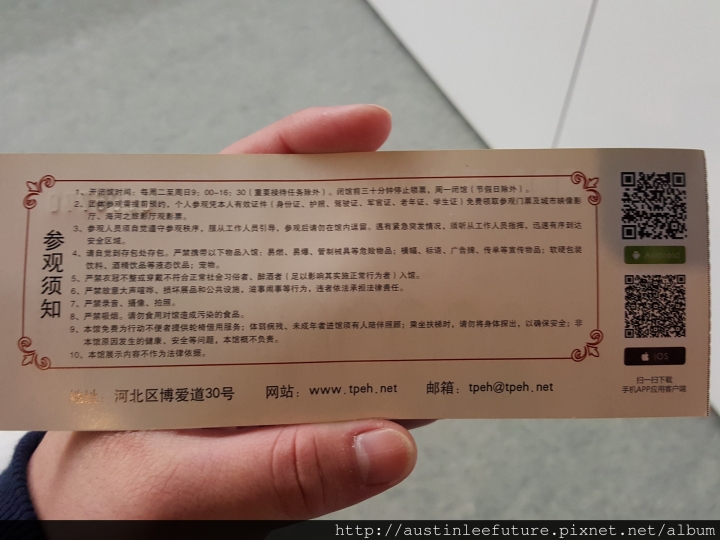 参观须知
1、开闭馆时间：每周二至周日9：00-16：30（重要接待任务除外）。闭馆前三十分钟停止领票，周一闭馆（节假日除外）。
2、团体参观需提前预约，个人参观凭本人有效证件（身份证、护照、驾驶证、军官证、老年证、学生证）免费领取参观门票及城市映像影
厅、海河之旅影厅观影票。
3、参观人员须自觉遵守参观秩序，服从工作人员引导，参观后请勿在馆内逗留。遇有紧急突发情况，须听从工作人员指挥，迅速有序到达
安全区域。
4、请自觉到存包处存包。严禁携带以下物品入馆：易燃、易爆、管制械具等危险物品；横幅、标语、广告牌、传单等宣传物品；软硬包装
饮料、酒桶饮品等液态饮品；宠物。
5、严禁衣冠不整或穿戴不符合正常社会习俗者、醉酒者（足以影响其实施正常行为者）入馆。
6、严禁故意大声喧哗、损坏展品和公共设施、滋事闹事等行为，违者依法承担法律责任。
7、严禁录音、摄像、拍照。
8、严禁吸烟。请勿食用对馆造成污染的食品。
9、本馆免费为行动不便者提供轮椅借用服务；体弱病残、未成年者进馆须有人陪伴照顾；乘坐扶梯时，请勿将身体探出，以确保安全；非
本馆原因发生的健康、安全等问题，本馆概不负责。
10、本馆展示内容不作为法律依据。
地址：河北区博爱道30号 网站：www.tpeh.net 邮箱：tpeh@tpeh.net
Android
iOS
扫一扫下载
手机APP应用客户端
http://austinleefuture.pixnet.net/album